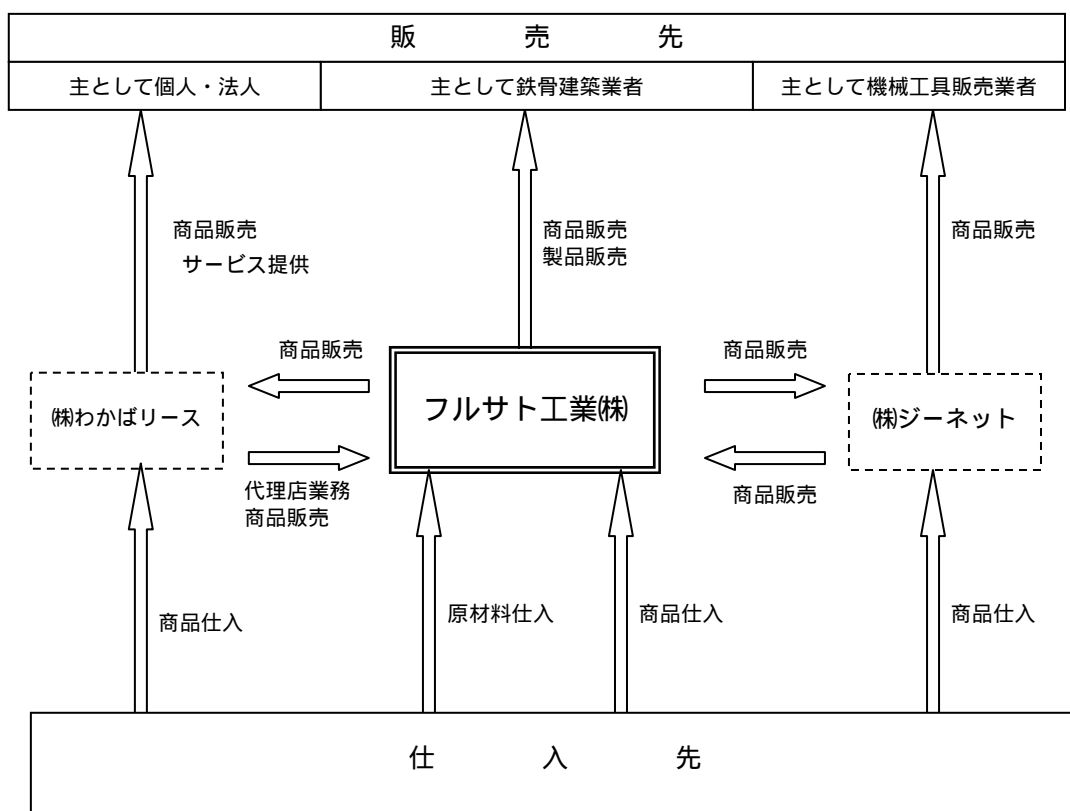 販売先
主として個人・法人
主として鉄骨建築業者
主として機械工具販売業者
商品販売
サービス提供
商品販売
製品販売
商品販売
商品販売
商品販売
㈱わかばリース
フルサト工業㈱
㈱ジーネット
代理店業務
商品販売
商品販売
商品仕入
原材料仕入
商品仕入
商品仕入
仕入先